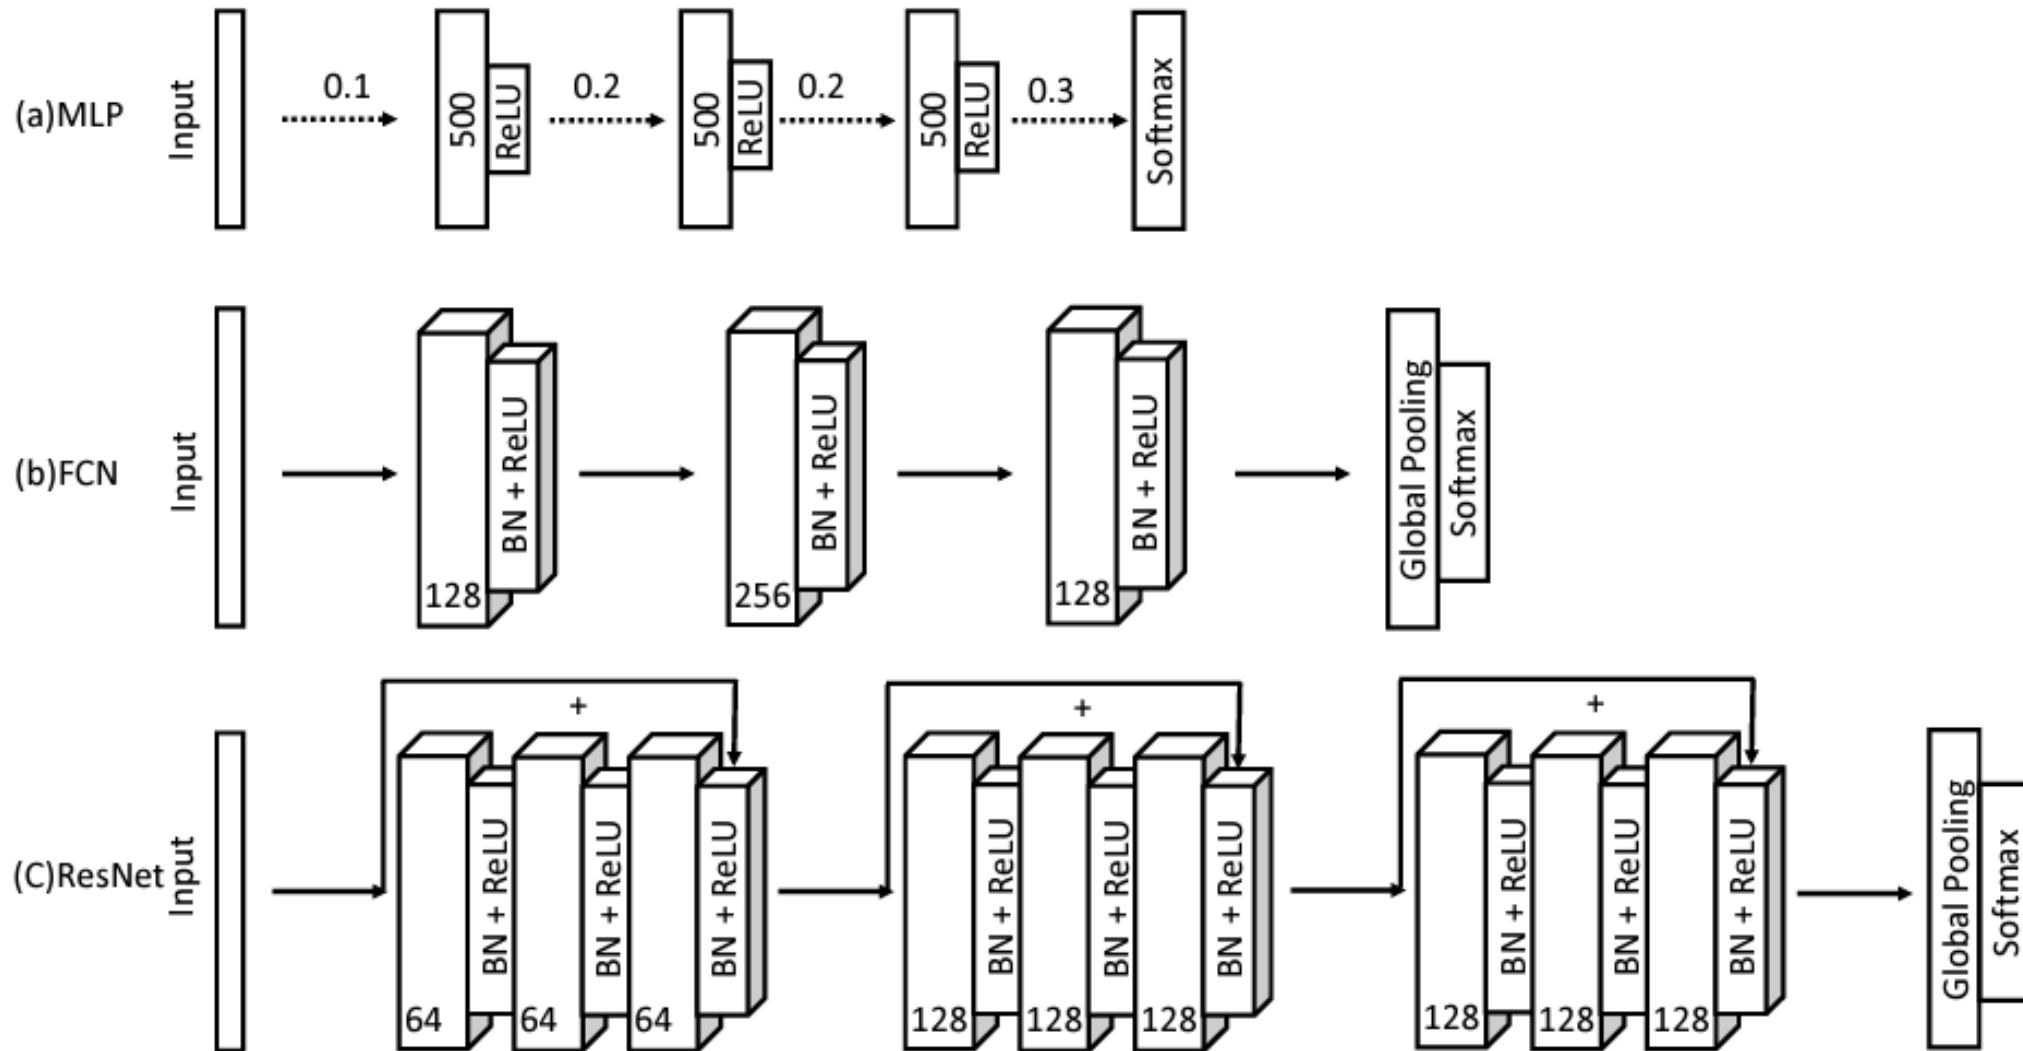 (a)MLP
Input
0.1
500
ReLU
0.2
500
ReLU
0.2
500
ReLU
0.3
Softmax
(b)FCN
Input
128
BN + ReLU
256
BN + ReLU
128
BN + ReLU
Global Pooling
Softmax
(C)ResNet
Input
+
64
BN + ReLU
64
BN + ReLU
64
BN + ReLU
+
128
BN + ReLU
128
BN + ReLU
128
BN + ReLU
+
128
BN + ReLU
128
BN + ReLU
128
BN + ReLU
Global Pooling
Softmax